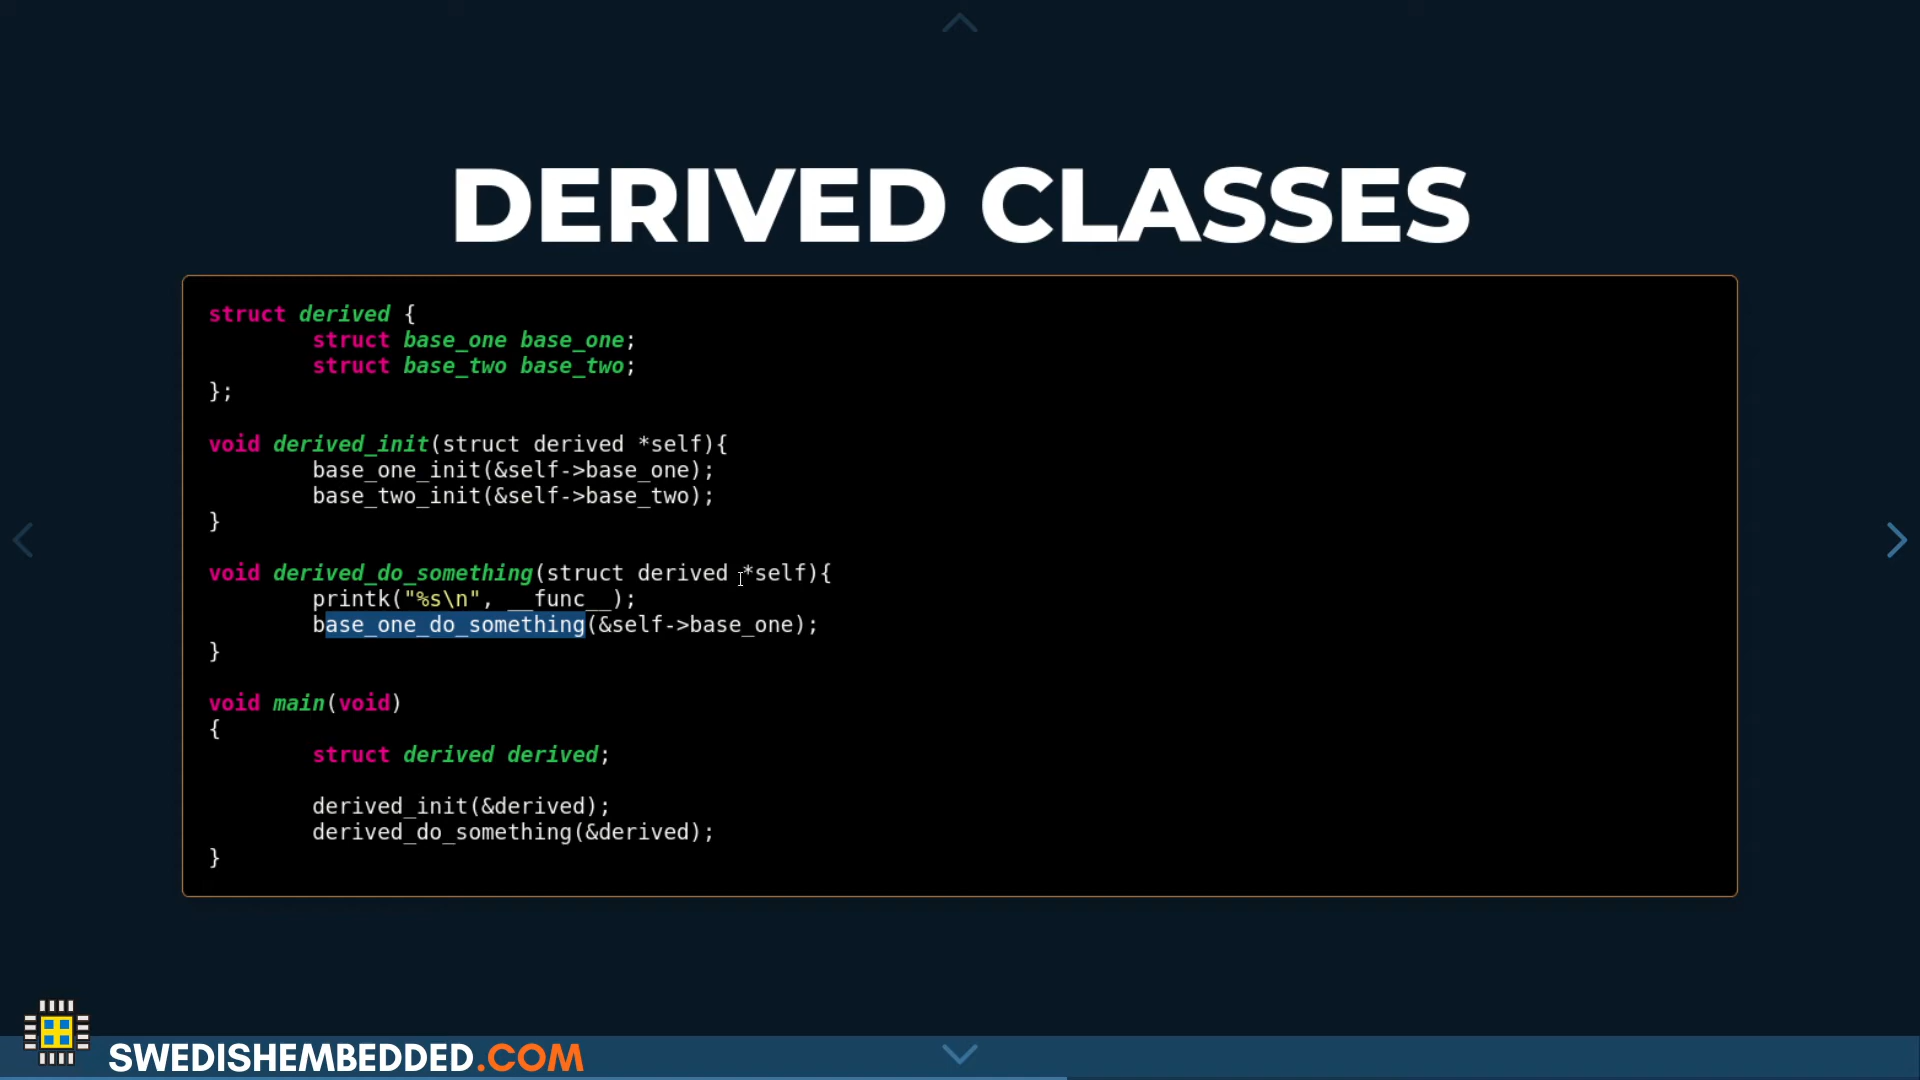 DERIVED CLASSES
struct derived {
        struct base_one base_one;
        struct base_two base_two;
};
void derived_init(struct derived *self){
        base_one_init(&self->base_one);
        base_two_init(&self->base_two);
}
void derived_do_something(struct derived *self){
        printk("%s\n", __func__);
        base_one_do_something(&self->base_one);
}
void main(void)
{
        struct derived derived;
        derived_init(&derived);
        derived_do_something(&derived);
}
SWEDISHEMBEDDED.COM